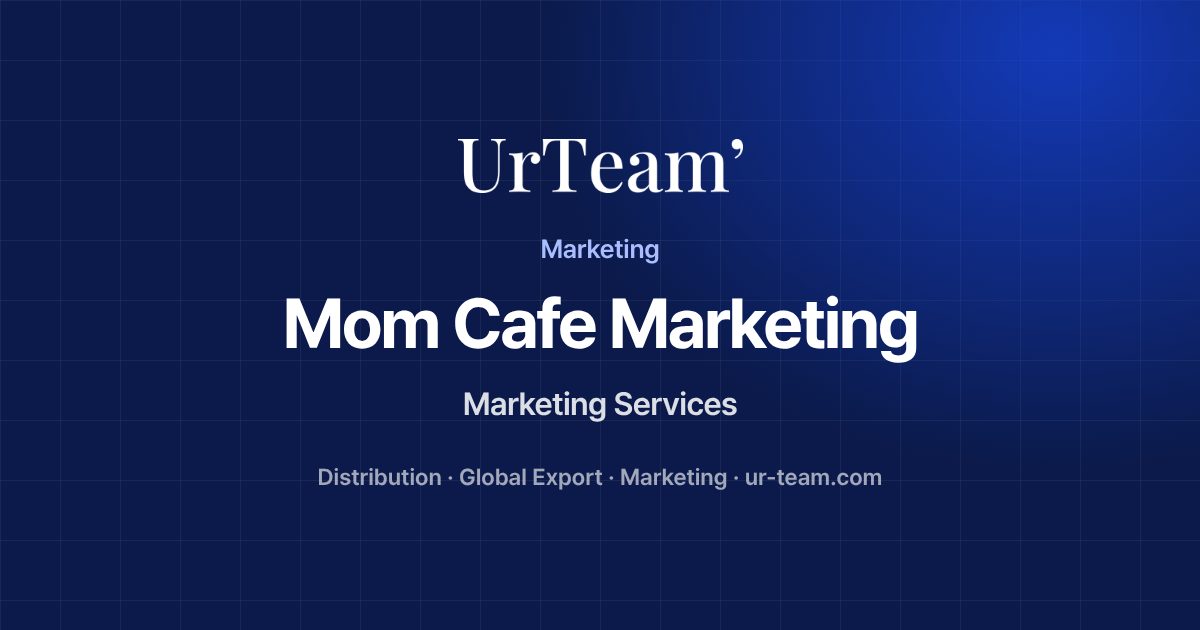 UrTeam’
Marketing
Mom Cafe Marketing
Marketing Services
Distribution · Global Export · Marketing · ur-team.com